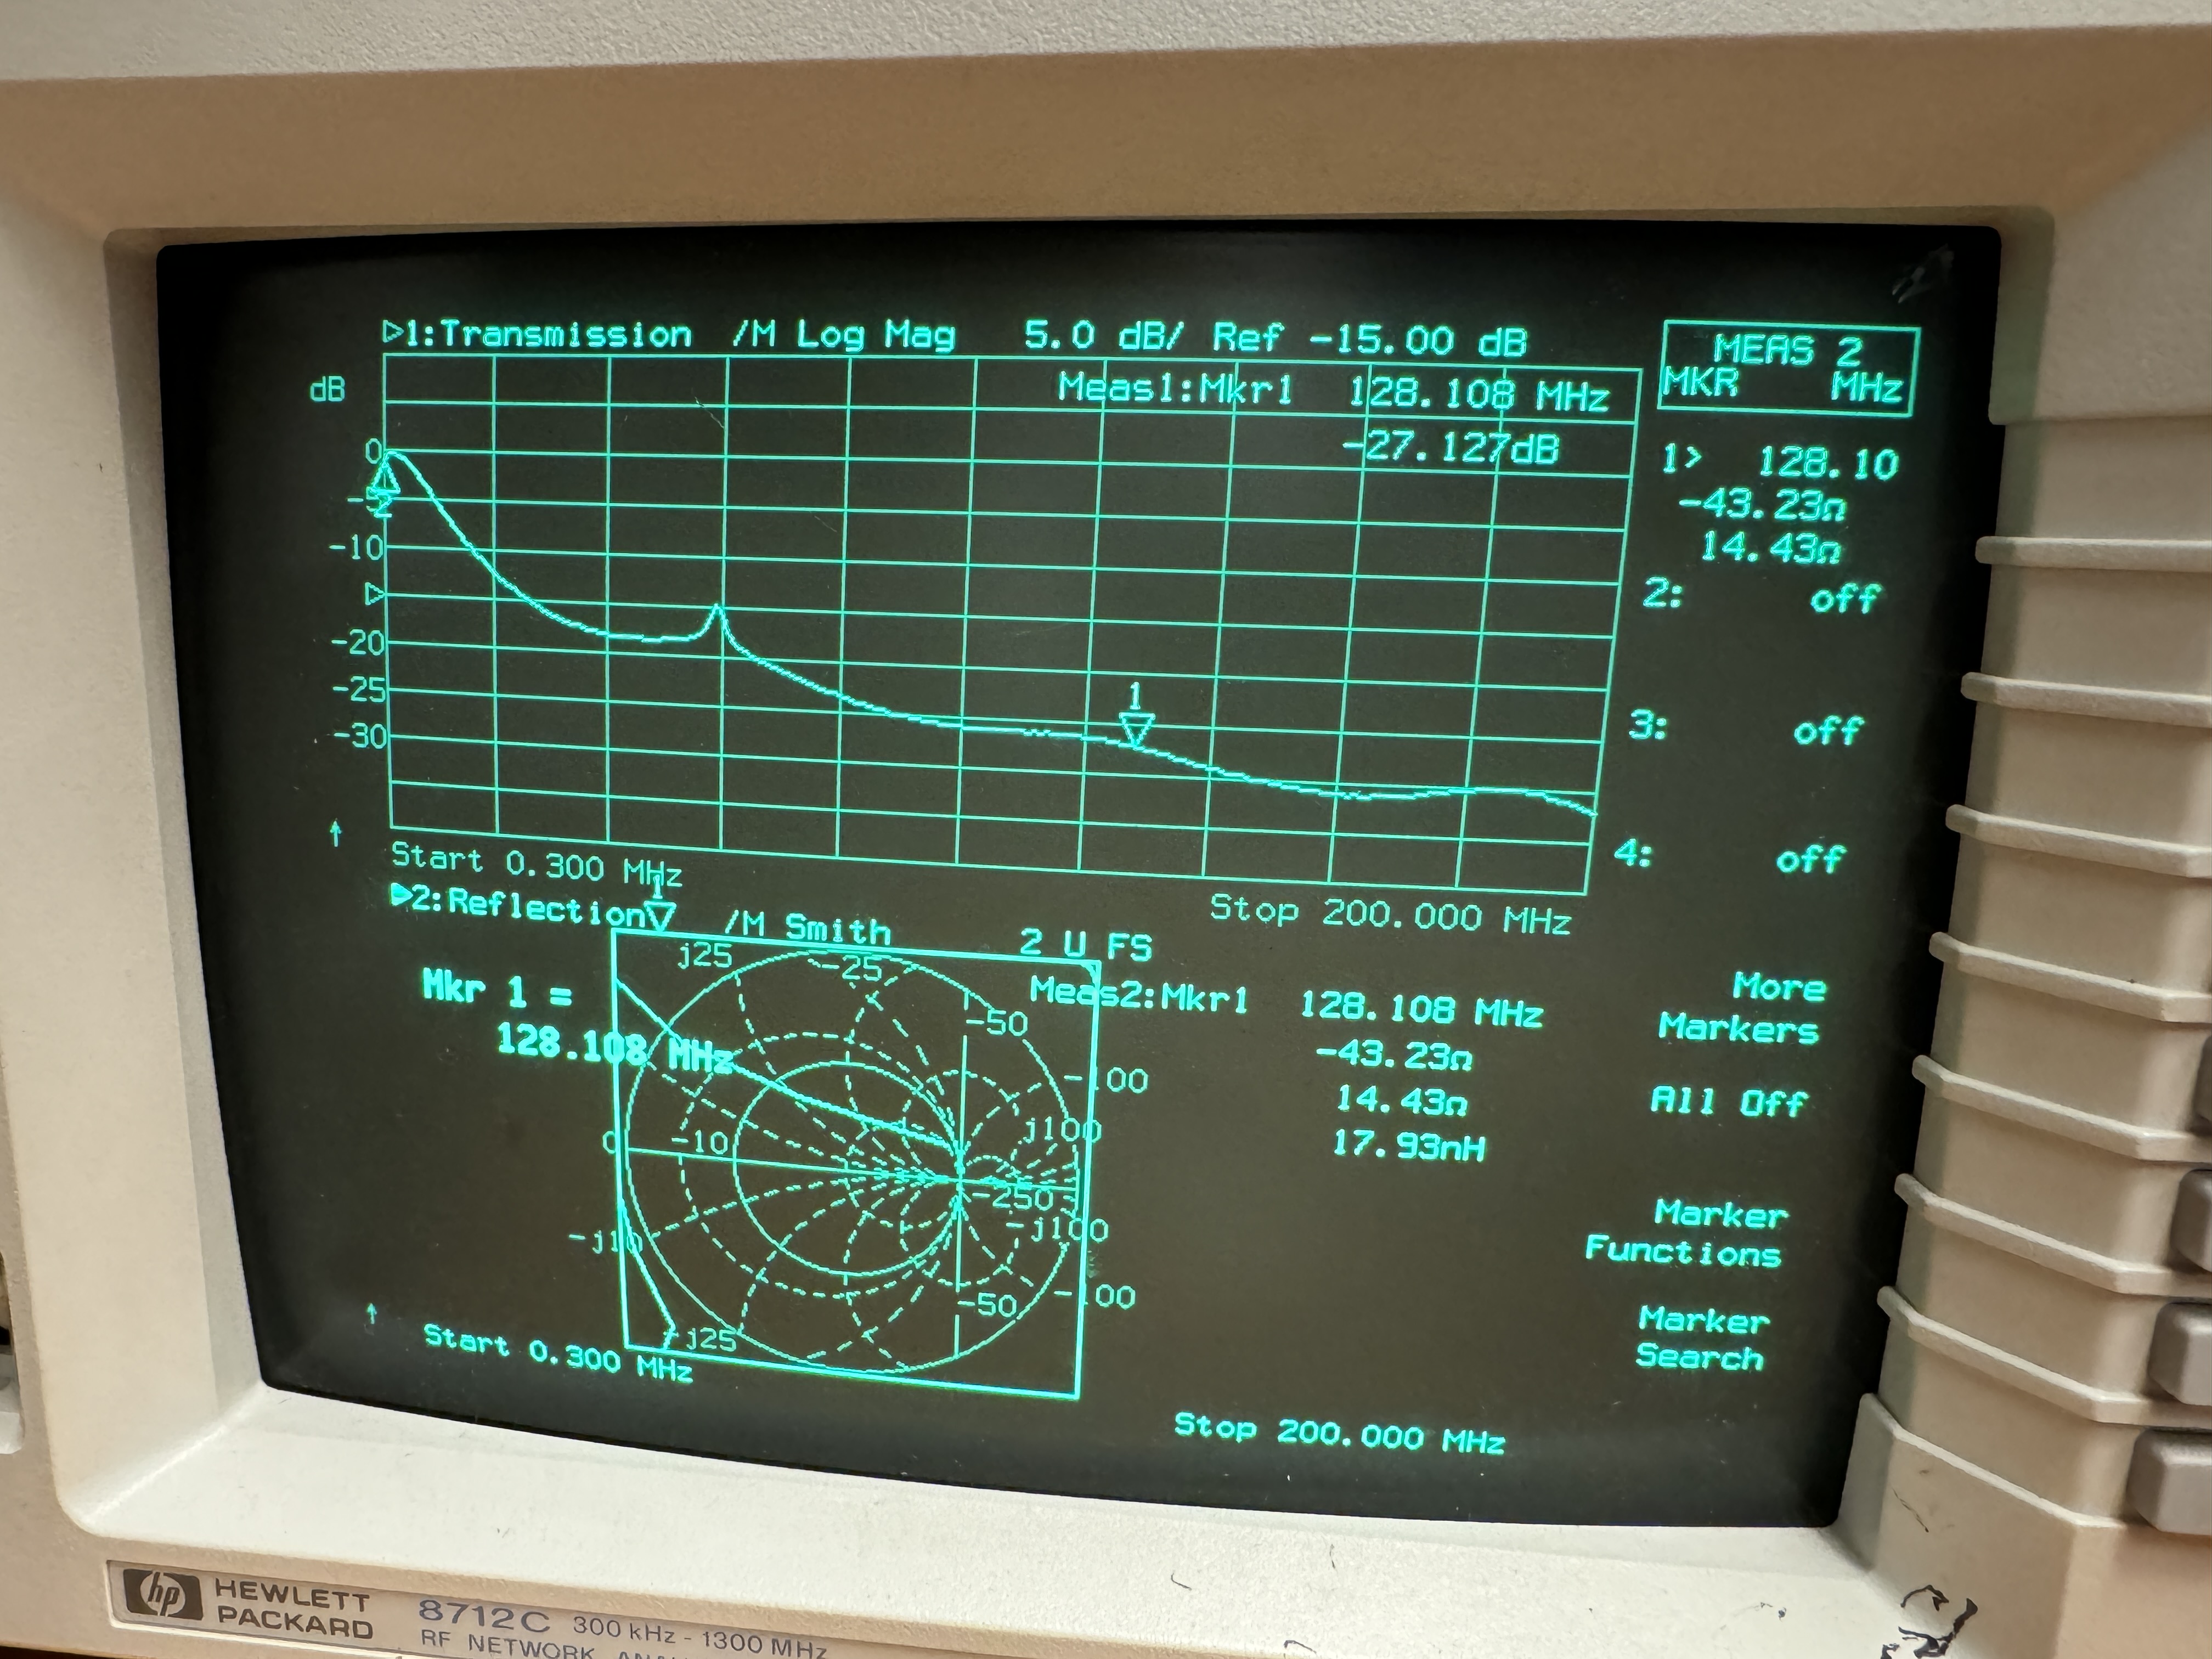 ▷1:Transmission /M Log Mag 5.0 dB/ Ref -15.00 dB
MEAS 2
MKR MHz
dB
Meas1:Mkr1 128.108 MHz
-27.127dB
0
-5
2
-10
-20
-25
-30
1
1> 128.10
-43.23Ω
14.43Ω
2: off
3: off
4: off
Start 0.300 MHz
Stop 200.000 MHz
1
▶2:Reflection /M Smith 2 U FS
Mkr 1 =
128.108 MHz
Meas2:Mkr1 128.108 MHz
-43.23Ω
14.43Ω
17.93nH
j25
-25
-50
-100
j100
0
-10
-250
-j100
-j10
-50
-100
-j25
Start 0.300 MHz
Stop 200.000 MHz
More
Markers
All Off
Marker
Functions
Marker
Search
hp HEWLETT
PACKARD
8712C 300 kHz - 1300 MHz
RF NETWORK